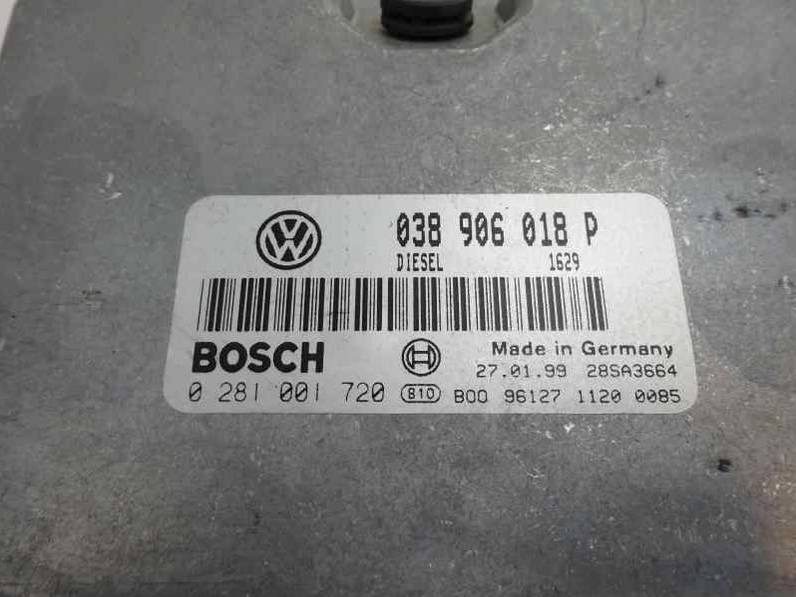 038 906 018 P
DIESEL 1629
BOSCH Made in Germany
27.01.99 28SA3664
0 281 001 720 B10 B00 96127 1120 0085